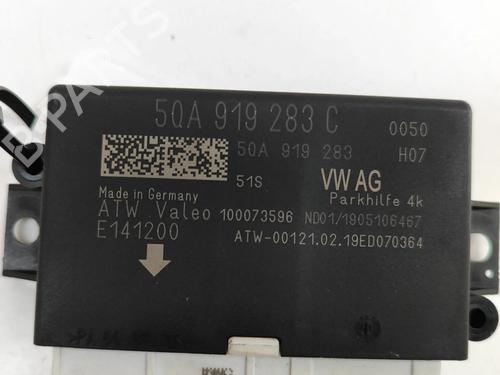 5QA 919 283 C
0050
5QA 919 283
H07
51S
VW AG
Made in Germany
Parkhilfe 4k
ATW Valeo 100073596 ND01/1905106467
E141200
ATW-00121.02.19ED070364
B-PARTS